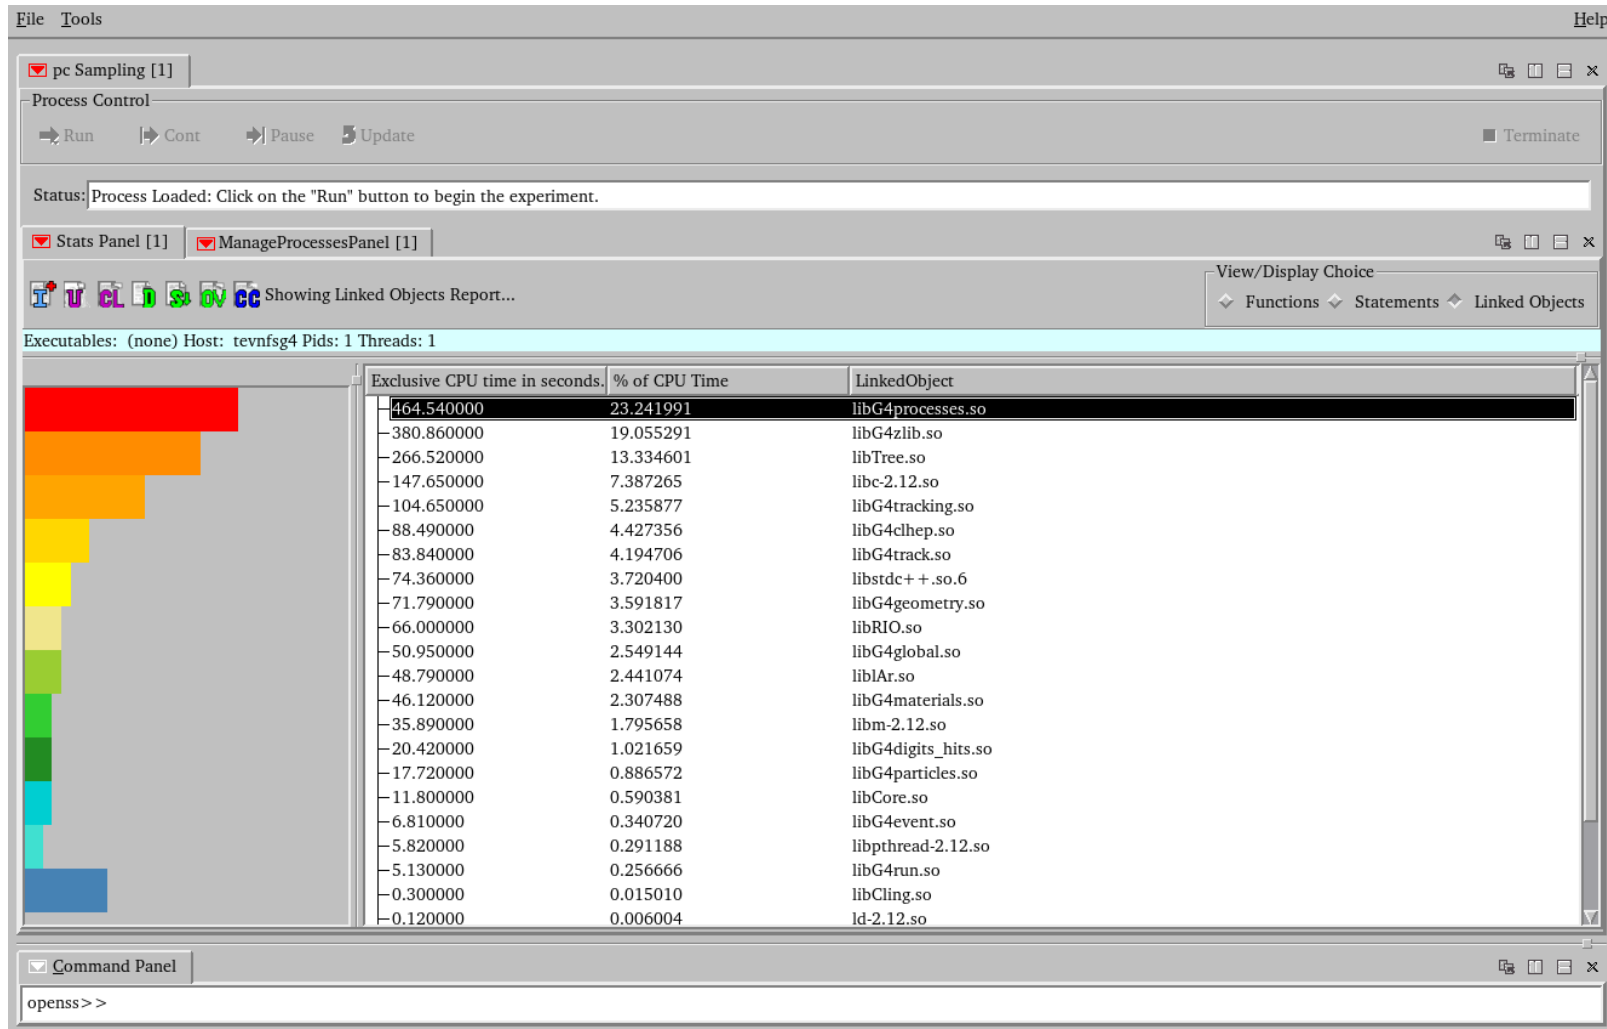 File Tools Help
pc Sampling [1]
Process Control
Run Cont Pause Update Terminate
Status: Process Loaded: Click on the "Run" button to begin the experiment.
Stats Panel [1] ManageProcessesPanel [1]
View/Display Choice
I U CL D S OV CC Showing Linked Objects Report... Functions Statements Linked Objects
Executables: (none) Host: tevnfsg4 Pids: 1 Threads: 1
Exclusive CPU time in seconds. % of CPU Time LinkedObject
464.540000 23.241991 libG4processes.so
380.860000 19.055291 libG4zlib.so
266.520000 13.334601 libTree.so
147.650000 7.387265 libc-2.12.so
104.650000 5.235877 libG4tracking.so
88.490000 4.427356 libG4clhep.so
83.840000 4.194706 libG4track.so
74.360000 3.720400 libstdc++.so.6
71.790000 3.591817 libG4geometry.so
66.000000 3.302130 libRIO.so
50.950000 2.549144 libG4global.so
48.790000 2.441074 liblAr.so
46.120000 2.307488 libG4materials.so
35.890000 1.795658 libm-2.12.so
20.420000 1.021659 libG4digits_hits.so
17.720000 0.886572 libG4particles.so
11.800000 0.590381 libCore.so
6.810000 0.340720 libG4event.so
5.820000 0.291188 libpthread-2.12.so
5.130000 0.256666 libG4run.so
0.300000 0.015010 libCling.so
0.120000 0.006004 ld-2.12.so
Command Panel
openss>>